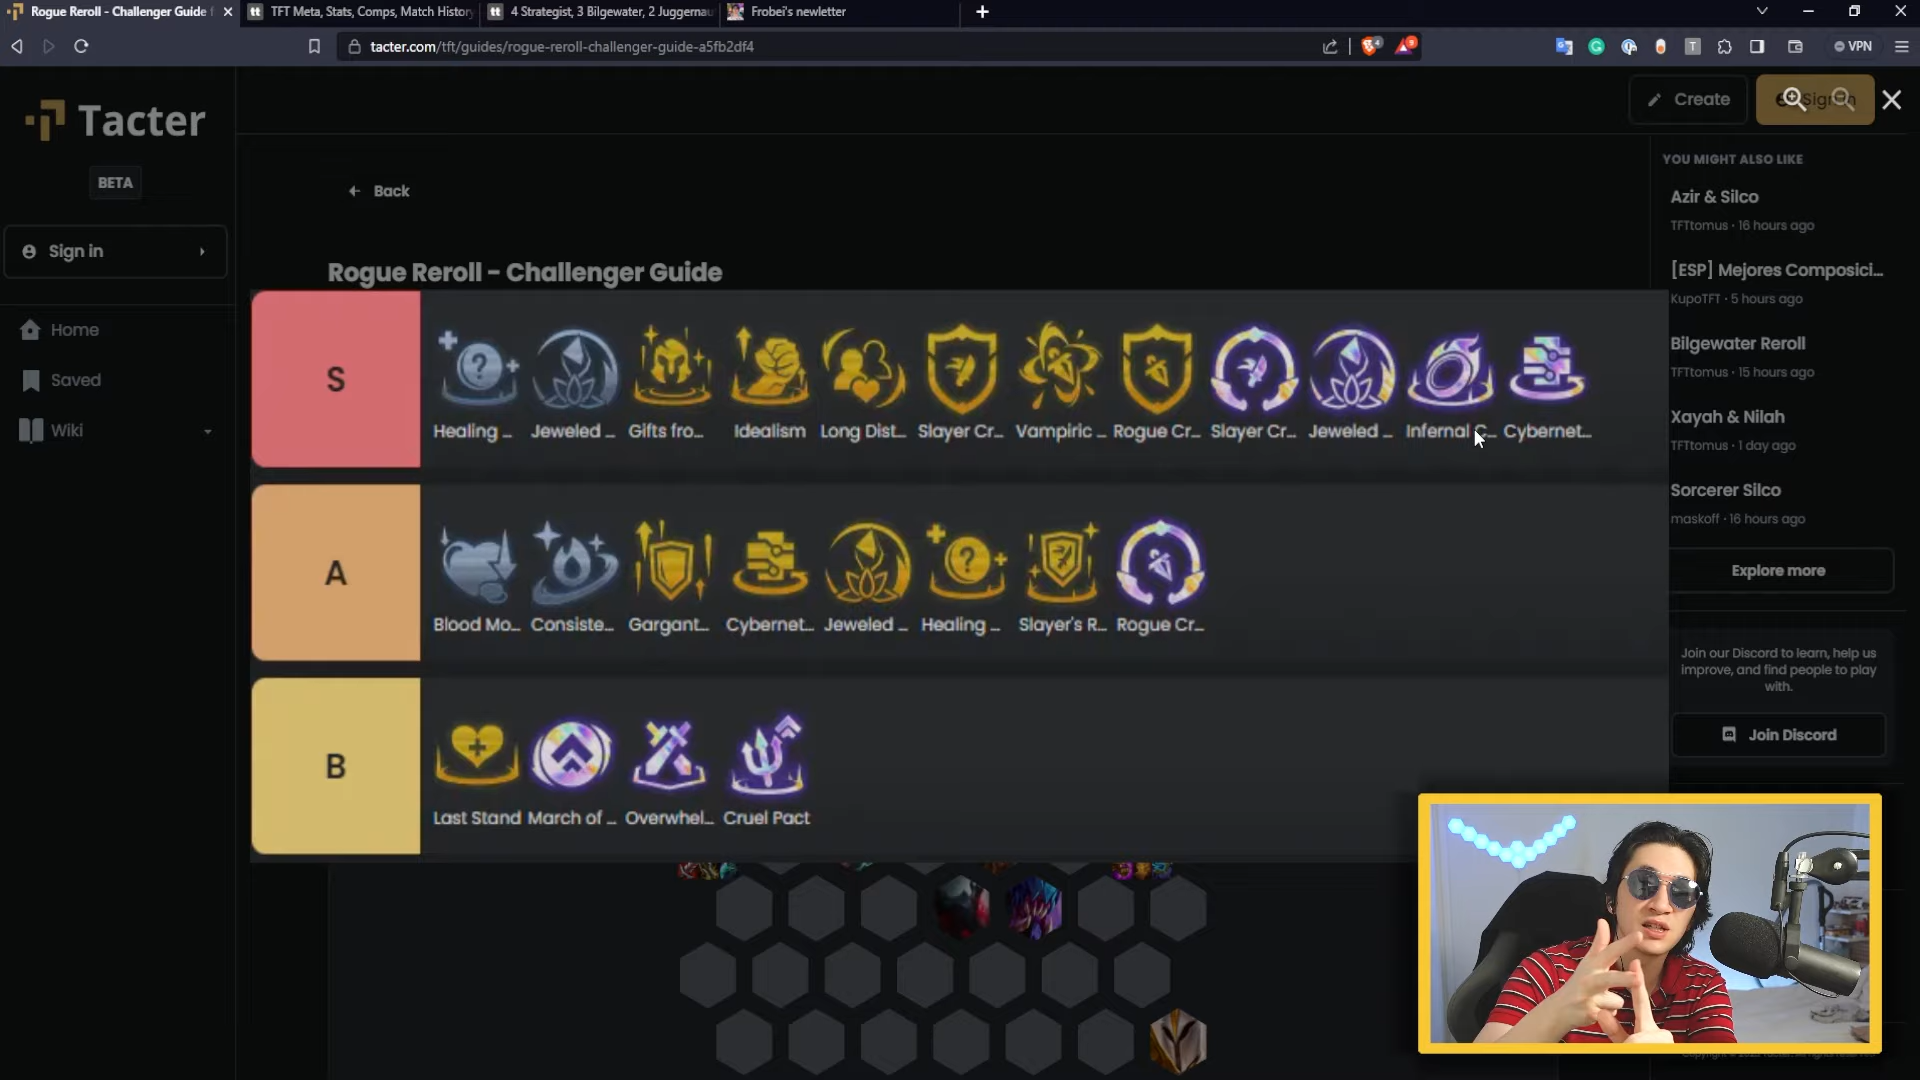 Rogue Reroll - Challenger Guide
TFT Meta, Stats, Comps, Match History
4 Strategist, 3 Bilgewater, 2 Juggernau
Frobei's newletter
tacter.com/tft/guides/rogue-reroll-challenger-guide-a5fb2df4
VPN
Tacter
BETA
Sign in
Home
Saved
Wiki
Create
Sign in
Back
Rogue Reroll - Challenger Guide
S
Healing ...
Jeweled ...
Gifts fro...
Idealism
Long Dist...
Slayer Cr...
Vampiric ...
Rogue Cr...
Slayer Cr...
Jeweled ...
Infernal C...
Cybernet...
A
Blood Mo...
Consiste...
Gargant...
Cybernet...
Jeweled ...
Healing ...
Slayer's R...
Rogue Cr...
B
Last Stand
March of ...
Overwhel...
Cruel Pact
YOU MIGHT ALSO LIKE
Azir & Silco
TFTtomus · 16 hours ago
[ESP] Mejores Composici...
KupoTFT · 5 hours ago
Bilgewater Reroll
TFTtomus · 15 hours ago
Xayah & Nilah
TFTtomus · 1 day ago
Sorcerer Silco
maskoff · 16 hours ago
Explore more
Join our Discord to learn, help us
improve, and find people to play
with.
Join Discord